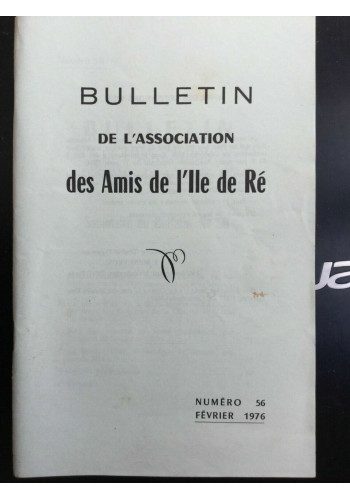 BULLETIN
DE L'ASSOCIATION
des Amis de l'Ile de Ré
NUMÉRO 56
FÉVRIER 1976